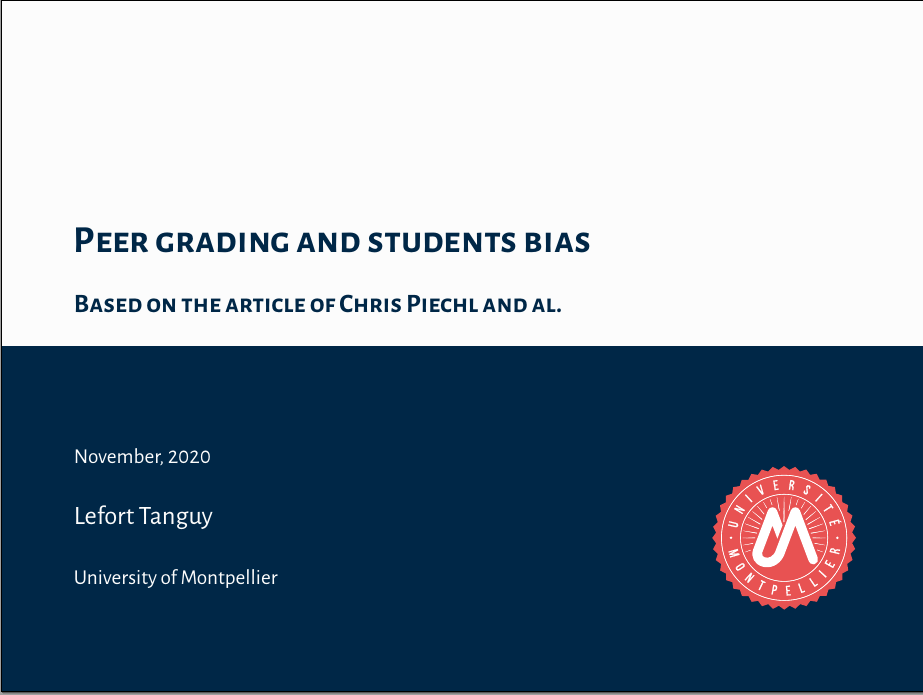 Peer grading and students bias
Based on the article of Chris Piechl and al.
November, 2020
Lefort Tanguy
University of Montpellier
UNIVERSITÉ
MONTPELLIER